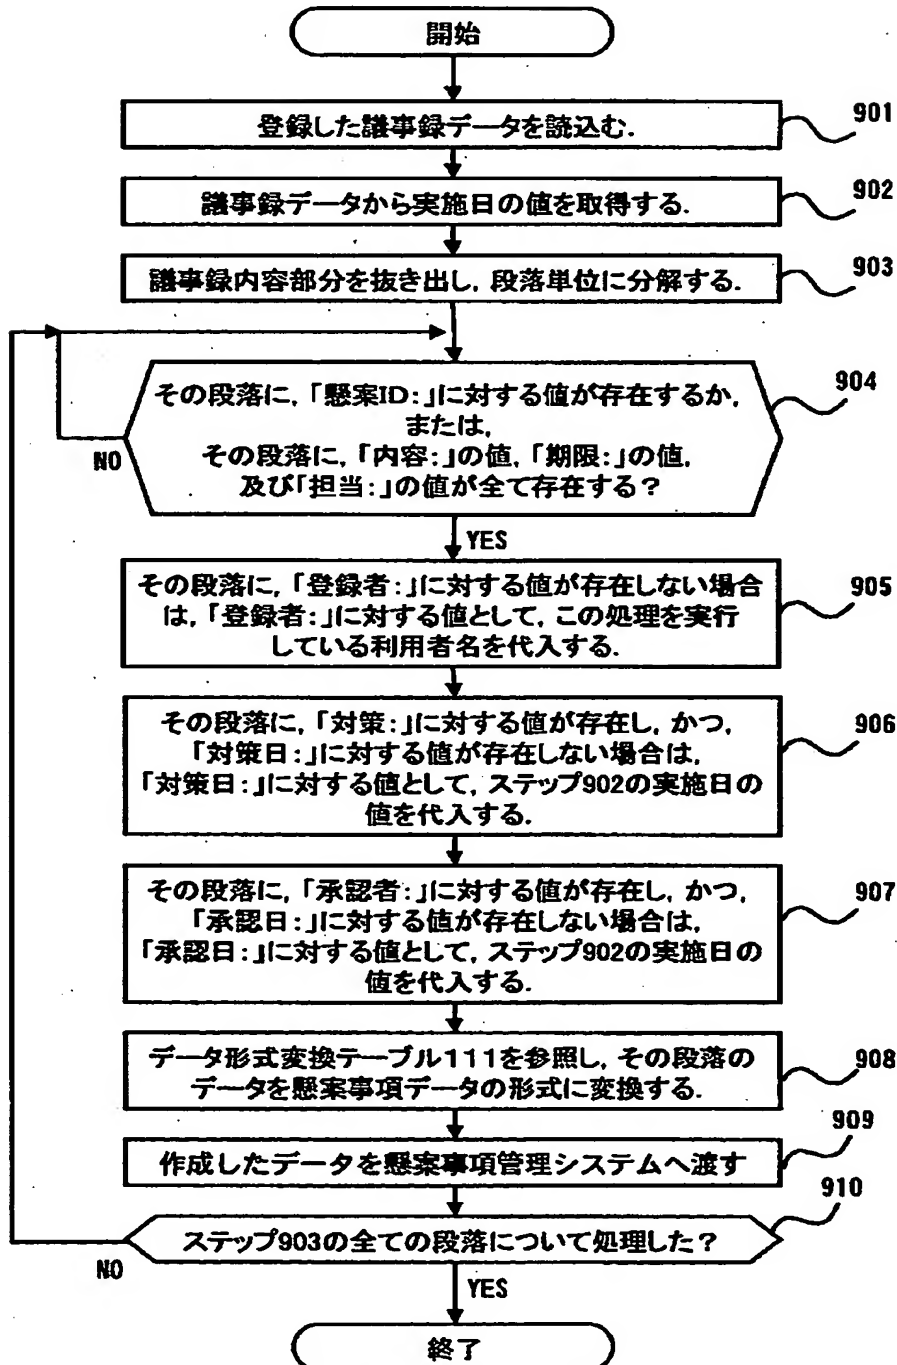 開始
登録した議事録データを読込む.
901
議事録データから実施日の値を取得する.
902
議事録内容部分を抜き出し, 段落単位に分解する.
903
その段落に, 「懸案ID:」に対する値が存在するか,
または,
その段落に, 「内容:」の値, 「期限:」の値,
及び「担当:」の値が全て存在する?
904
NO
YES
その段落に, 「登録者:」に対する値が存在しない場合
は, 「登録者:」に対する値として, この処理を実行
している利用者名を代入する.
905
その段落に, 「対策:」に対する値が存在し, かつ,
「対策日:」に対する値が存在しない場合は,
「対策日:」に対する値として, ステップ902の実施日の
値を代入する.
906
その段落に, 「承認者:」に対する値が存在し, かつ,
「承認日:」に対する値が存在しない場合は,
「承認日:」に対する値として, ステップ902の実施日の
値を代入する.
907
データ形式変換テーブル111を参照し, その段落の
データを懸案事項データの形式に変換する.
908
作成したデータを懸案事項管理システムへ渡す
909
ステップ903の全ての段落について処理した?
910
NO
YES
終了